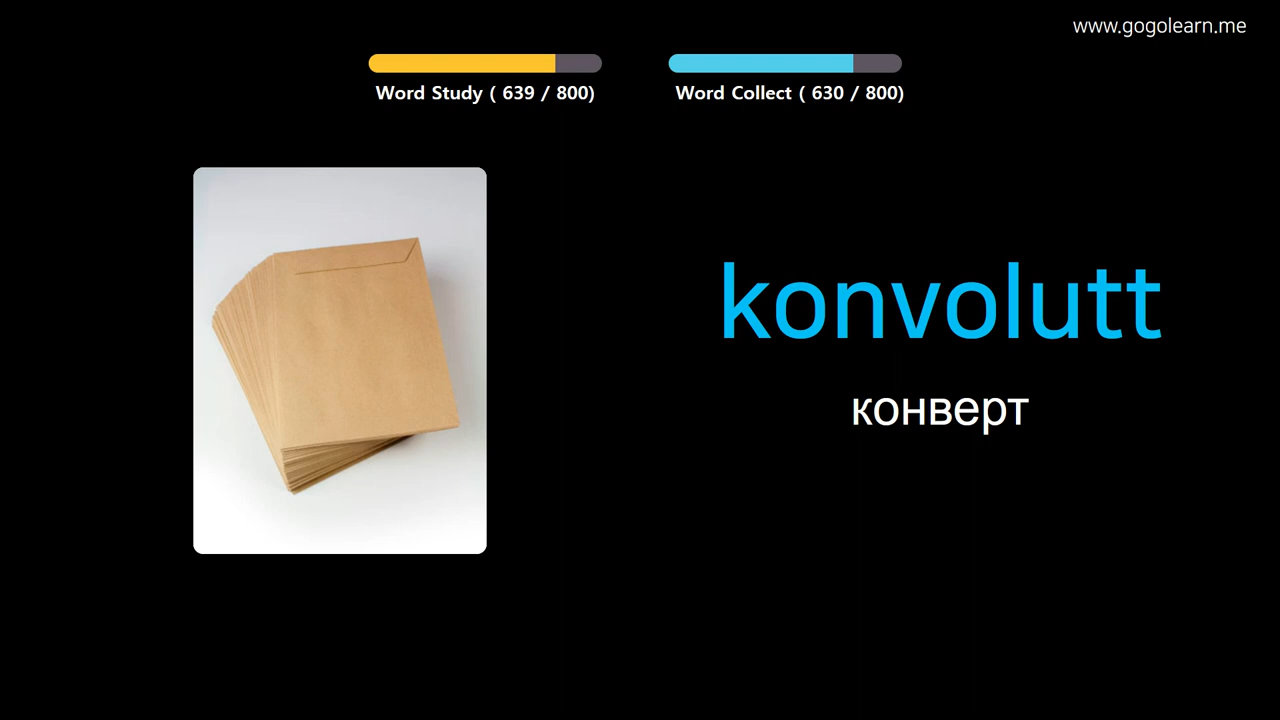 www.gogolearn.me
Word Study ( 639 / 800)
Word Collect ( 630 / 800)
konvolutt
конверт